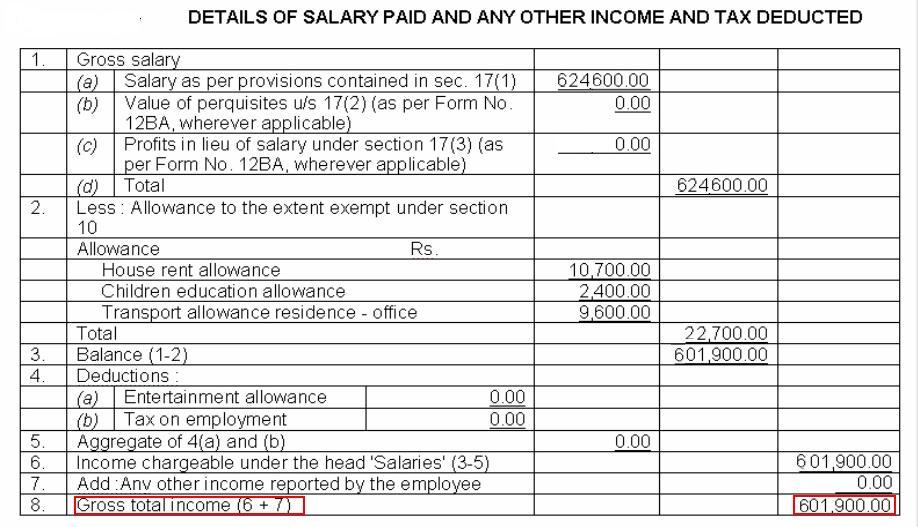 DETAILS OF SALARY PAID AND ANY OTHER INCOME AND TAX DEDUCTED
1. Gross salary
(a) Salary as per provisions contained in sec. 17(1) 624600.00
(b) Value of perquisites u/s 17(2) (as per Form No. 0.00
12BA, wherever applicable)
(c) Profits in lieu of salary under section 17(3) (as 0.00
per Form No. 12BA, wherever applicable)
(d) Total 624600.00
2. Less : Allowance to the extent exempt under section
10
Allowance Rs.
House rent allowance 10,700.00
Children education allowance 2,400.00
Transport allowance residence - office 9,600.00
Total 22,700.00
3. Balance (1-2) 601,900.00
4. Deductions :
(a) Entertainment allowance 0.00
(b) Tax on employment 0.00
5. Aggregate of 4(a) and (b) 0.00
6. Income chargeable under the head 'Salaries' (3-5) 601,900.00
7. Add :Any other income reported by the employee 0.00
8. Gross total income (6 + 7) 601,900.00